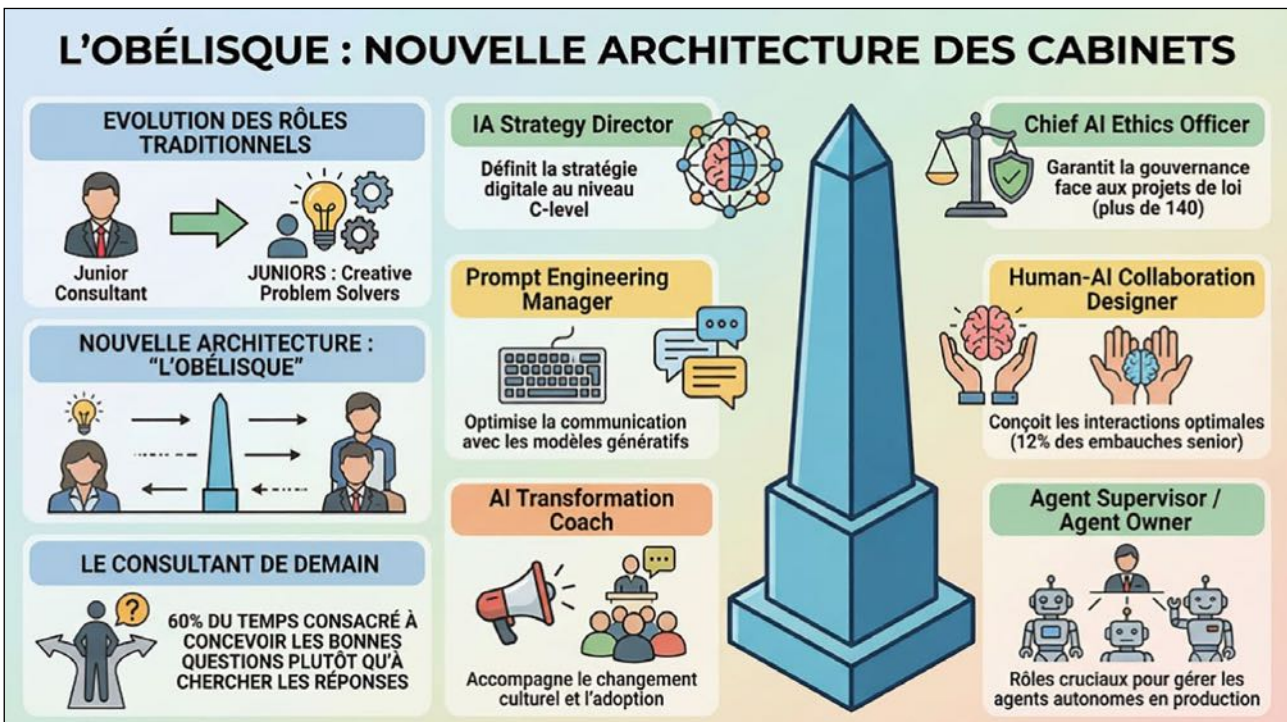 L'OBÉLISQUE : NOUVELLE ARCHITECTURE DES CABINETS
EVOLUTION DES RÔLES
TRADITIONNELS
Junior
Consultant
JUNIORS : Creative
Problem Solvers
NOUVELLE ARCHITECTURE :
"L'OBÉLISQUE"
LE CONSULTANT DE DEMAIN
?
60% DU TEMPS CONSACRÉ À
CONCEVOIR LES BONNES
QUESTIONS PLUTÔT QU'À
CHERCHER LES RÉPONSES
IA Strategy Director
Définit la stratégie
digitale au niveau
C-level
Prompt Engineering
Manager
Optimise la communication
avec les modèles génératifs
AI Transformation
Coach
Accompagne le changement
culturel et l'adoption
Chief AI Ethics Officer
Garantit la gouvernance
face aux projets de loi
(plus de 140)
Human-AI Collaboration
Designer
Conçoit les interactions optimales
(12% des embauches senior)
Agent Supervisor /
Agent Owner
Rôles cruciaux pour gérer les
agents autonomes en production